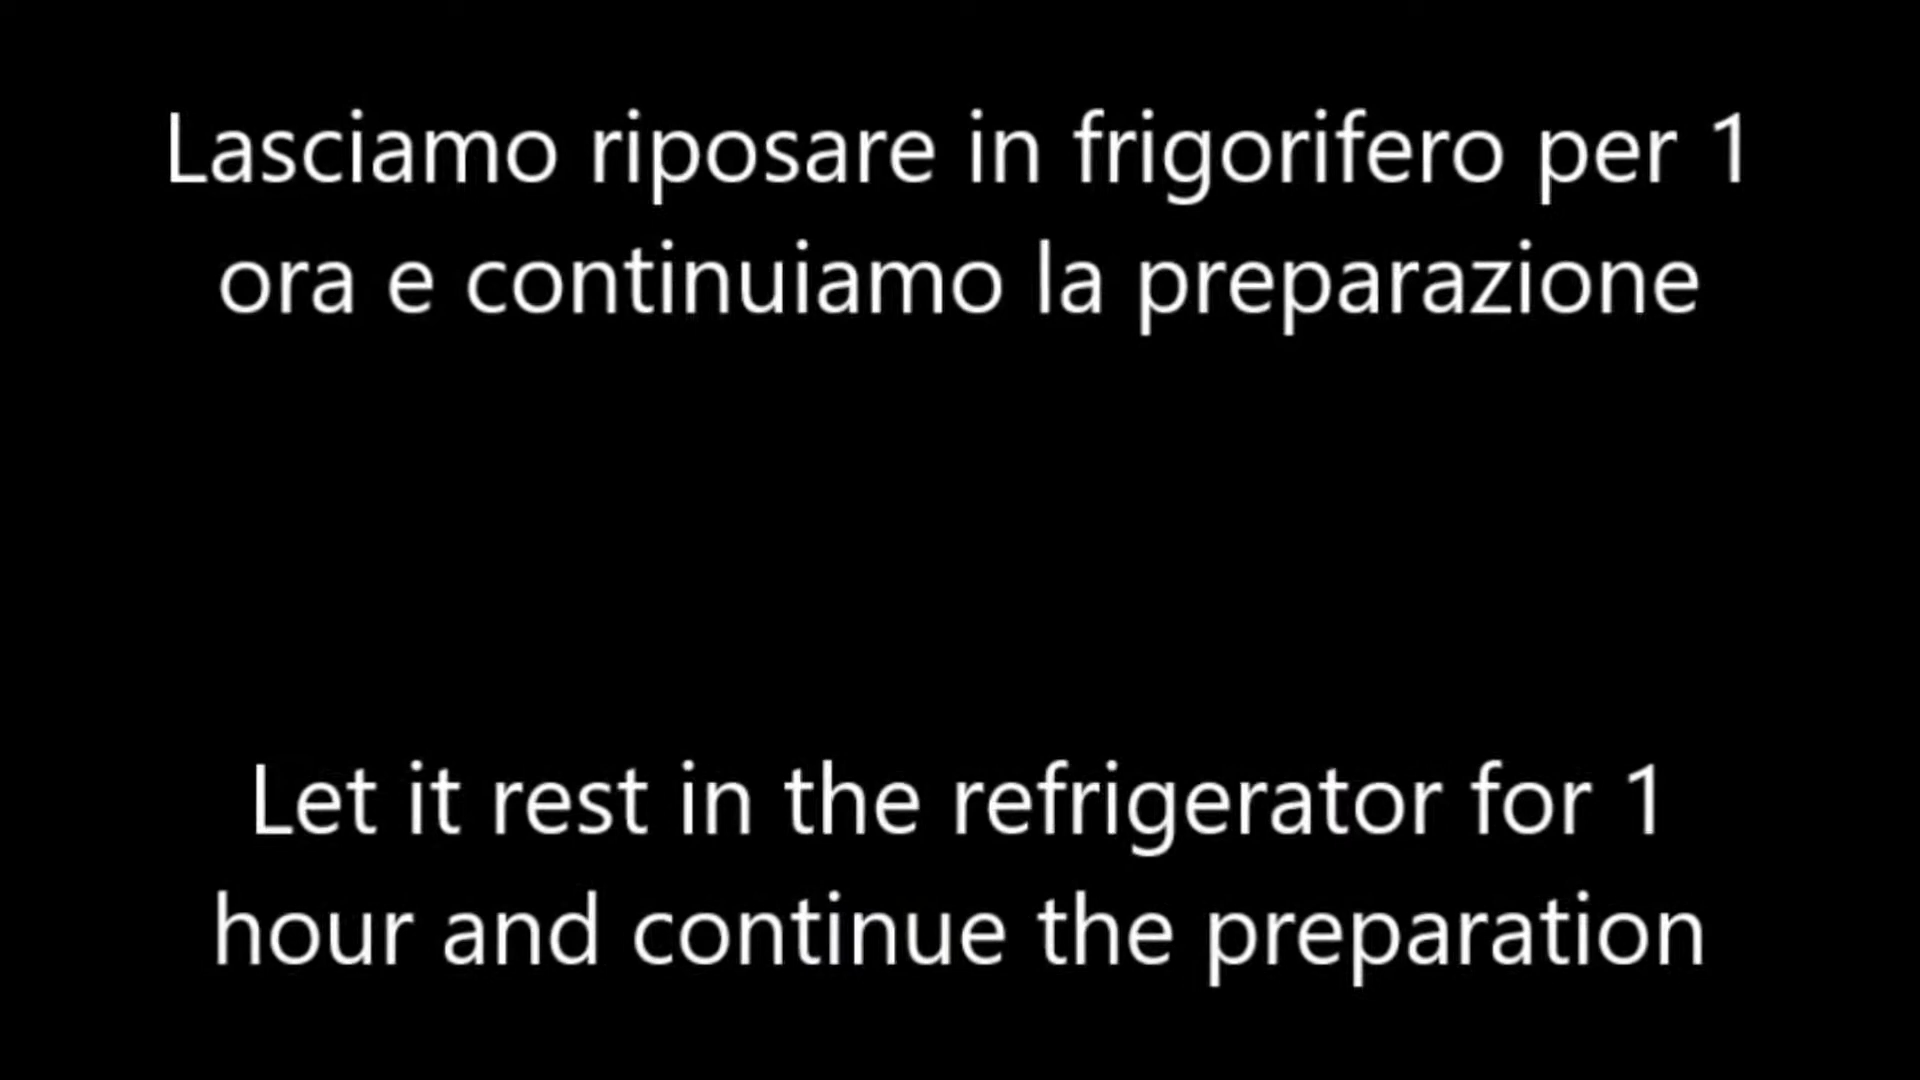 Lasciamo riposare in frigorifero per 1
ora e continuiamo la preparazione
Let it rest in the refrigerator for 1
hour and continue the preparation